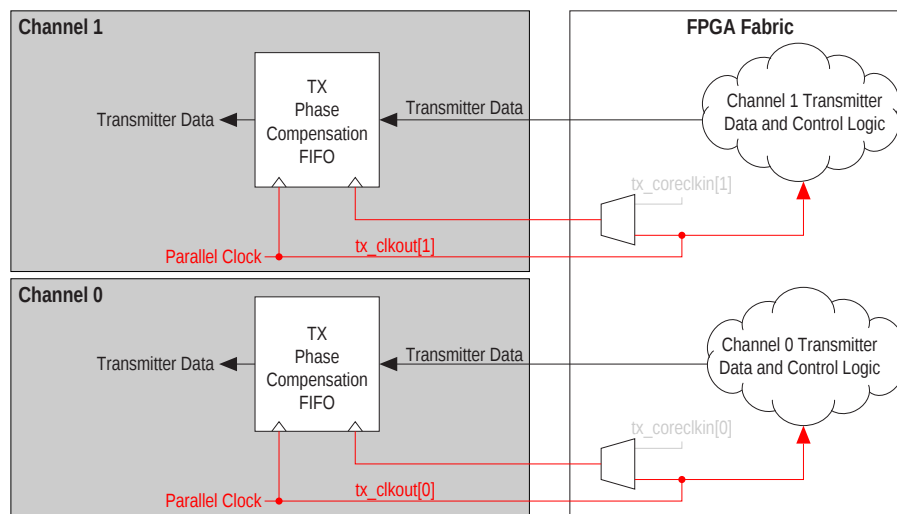 Channel 1
FPGA Fabric
TX
Phase
Compensation
FIFO
Transmitter Data
Transmitter Data
Channel 1 Transmitter
Data and Control Logic
tx_coreclkin[1]
tx_clkout[1]
Parallel Clock
Channel 0
TX
Phase
Compensation
FIFO
Transmitter Data
Transmitter Data
Channel 0 Transmitter
Data and Control Logic
tx_coreclkin[0]
tx_clkout[0]
Parallel Clock